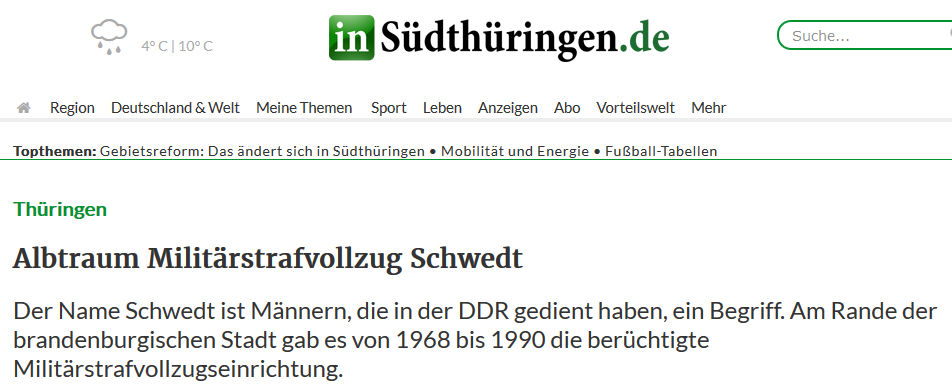 4° C | 10° C
in Südthüringen.de
Suche...
Region Deutschland & Welt Meine Themen Sport Leben Anzeigen Abo Vorteilswelt Mehr
Topthemen: Gebietsreform: Das ändert sich in Südthüringen • Mobilität und Energie • Fußball-Tabellen
Thüringen
Albtraum Militärstrafvollzug Schwedt
Der Name Schwedt ist Männern, die in der DDR gedient haben, ein Begriff. Am Rande der
brandenburgischen Stadt gab es von 1968 bis 1990 die berüchtigte
Militärstrafvollzugseinrichtung.